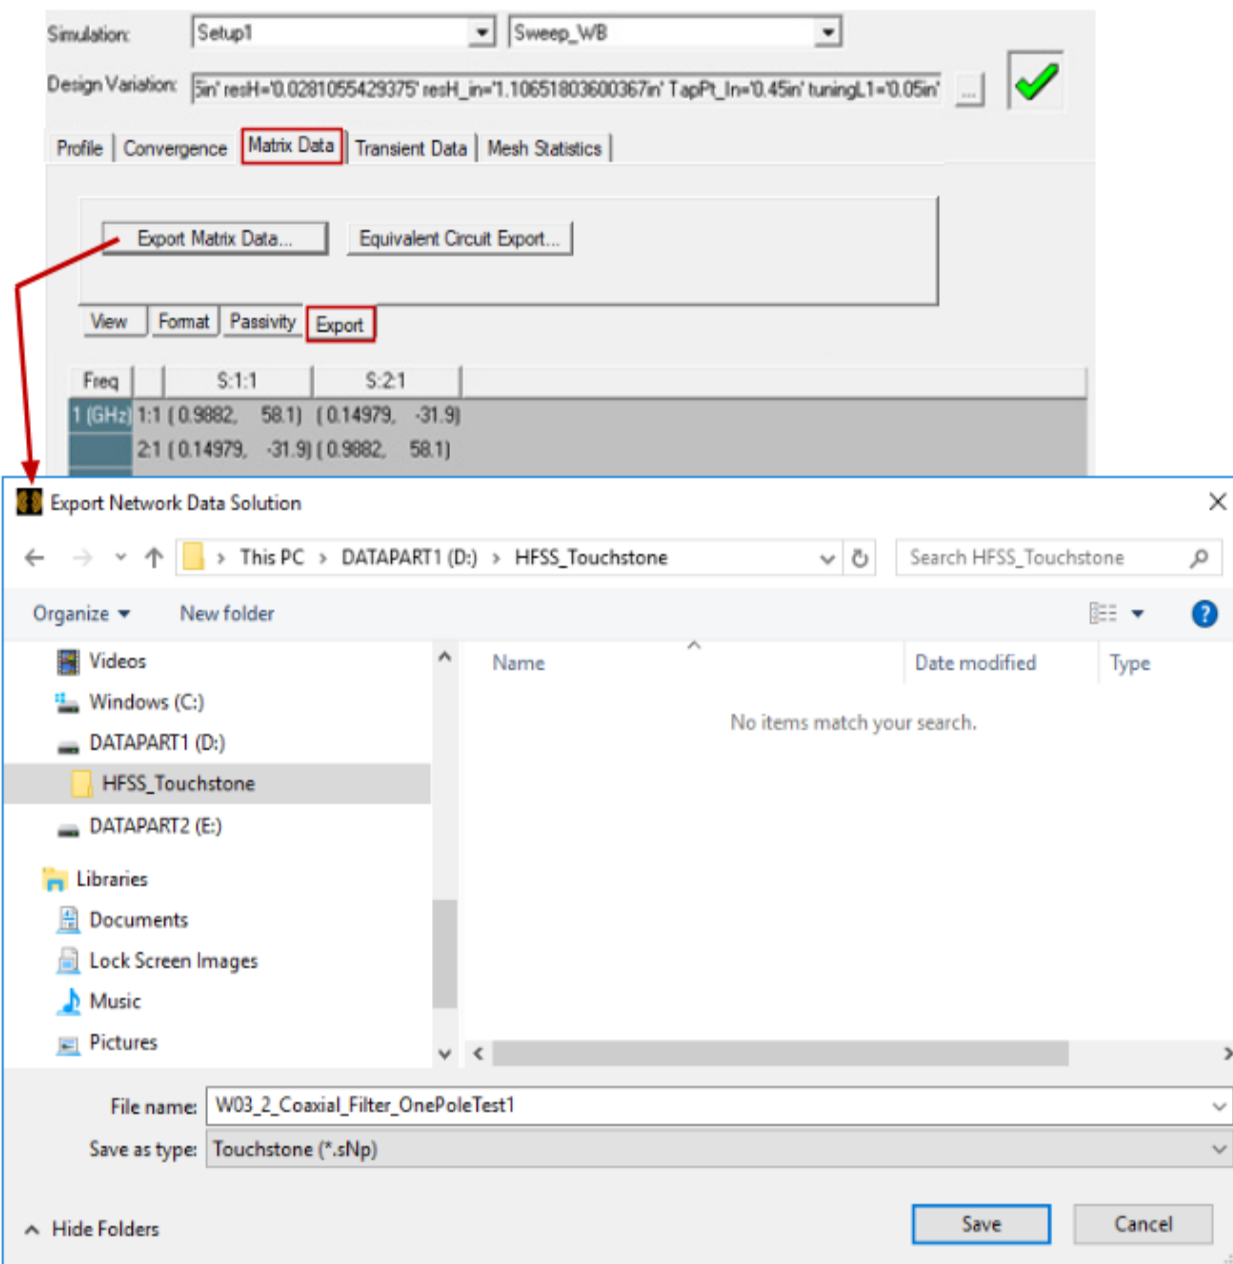 Simulation: Setup1 Sweep_WB
Design Variation: 5in' resH='0.0281055429375' resH_in='1.10651803600367in' TapPt_In='0.45in' tuningL1='0.05in' ...
Profile Convergence Matrix Data Transient Data Mesh Statistics
Export Matrix Data... Equivalent Circuit Export...
View Format Passivity Export
Freq S:1:1 S:2:1
1 (GHz) 1:1 ( 0.9882, 58.1) ( 0.14979, -31.9)
2:1 ( 0.14979, -31.9) ( 0.9882, 58.1)
Export Network Data Solution
This PC > DATAPART1 (D:) > HFSS_Touchstone Search HFSS_Touchstone
Organize New folder ?
Name Date modified Type
No items match your search.
Videos
Windows (C:)
DATAPART1 (D:)
HFSS_Touchstone
DATAPART2 (E:)
Libraries
Documents
Lock Screen Images
Music
Pictures
File name: W03_2_Coaxial_Filter_OnePoleTest1
Save as type: Touchstone (*.sNp)
Hide Folders Save Cancel